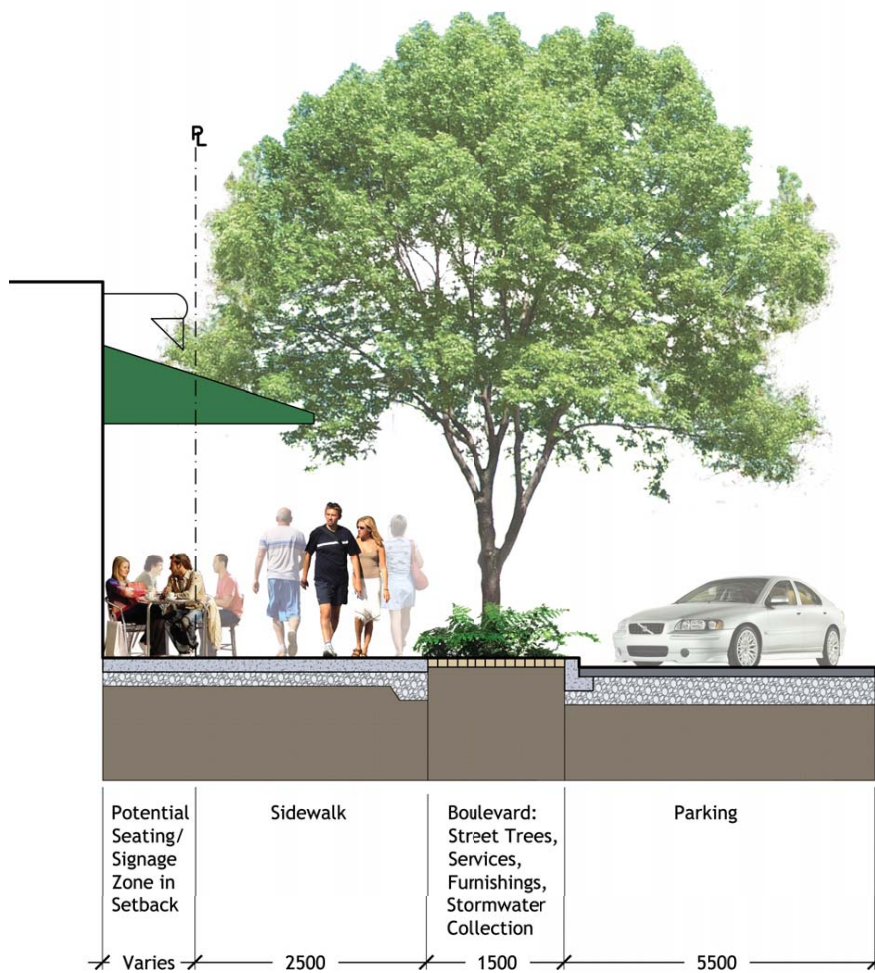 PL
Potential
Seating/
Signage
Zone in
Setback
Sidewalk
Boulevard:
Street Trees,
Services,
Furnishings,
Stormwater
Collection
Parking
Varies
2500
1500
5500